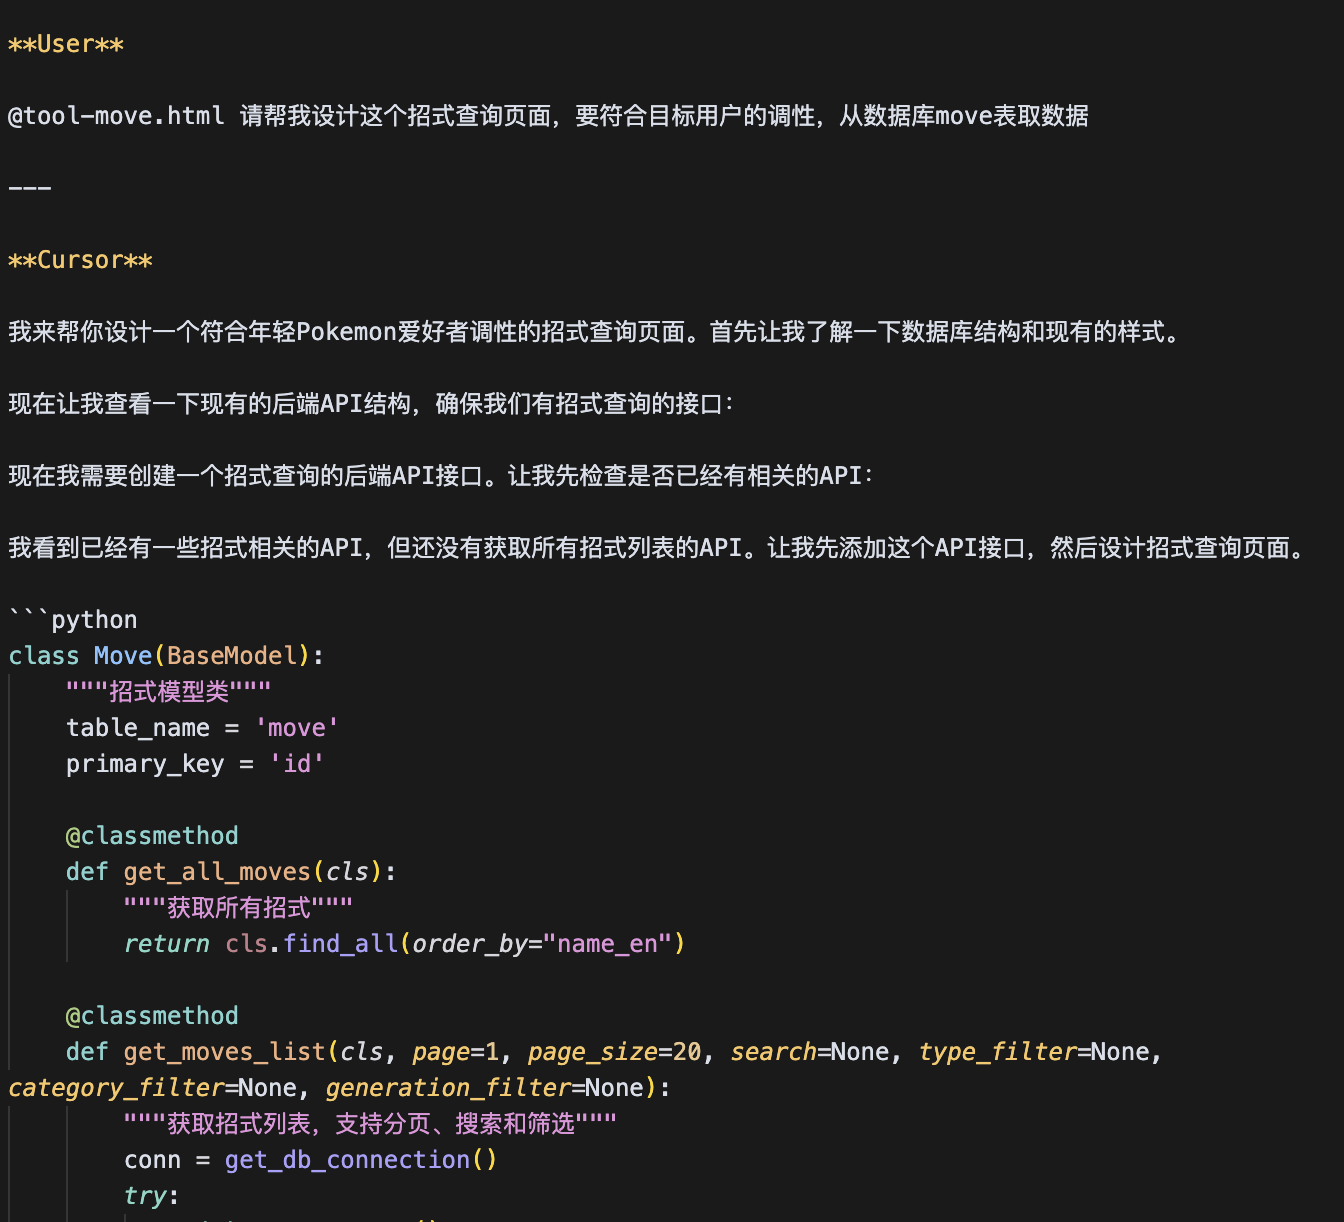 **User**
@tool-move.html 请帮我设计这个招式查询页面，要符合目标用户的调性，从数据库move表取数据
---
**Cursor**
我来帮你设计一个符合年轻Pokemon爱好者调性的招式查询页面。首先让我了解一下数据库结构和现有的样式。
现在让我查看一下现有的后端API结构，确保我们有招式查询的接口：
现在我需要创建一个招式查询的后端API接口。让我先检查是否已经有相关的API：
我看到已经有一些招式相关的API，但还没有获取所有招式列表的API。让我先添加这个API接口，然后设计招式查询页面。
```python
class Move(BaseModel):
    """招式模型类"""
    table_name = 'move'
    primary_key = 'id'
    @classmethod
    def get_all_moves(cls):
        """获取所有招式"""
        return cls.find_all(order_by="name_en")
    @classmethod
    def get_moves_list(cls, page=1, page_size=20, search=None, type_filter=None,
category_filter=None, generation_filter=None):
        """获取招式列表，支持分页、搜索和筛选"""
        conn = get_db_connection()
        try: